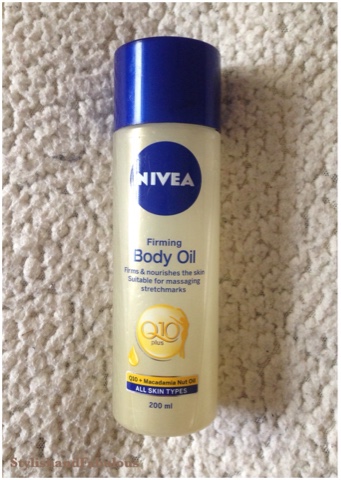 NIVEA
Firming
Body Oil
Firms & nourishes the skin
Suitable for massaging
stretchmarks
Q10
plus
Q10 + Macadamia Nut Oil
ALL SKIN TYPES
200 ml